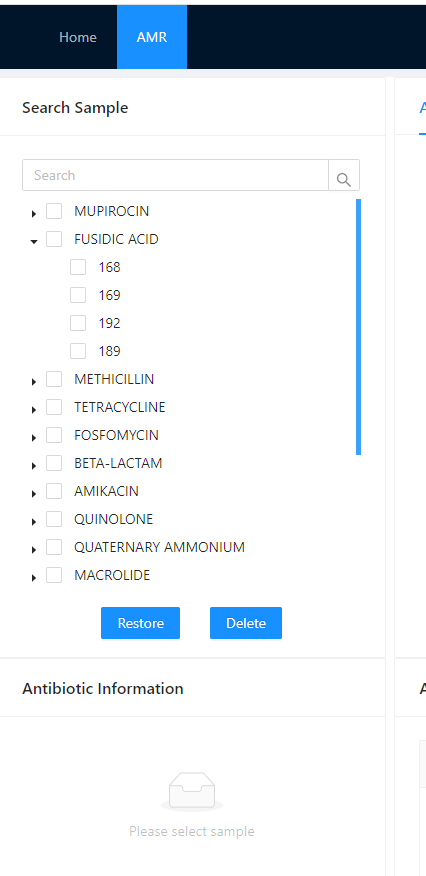 Home AMR
Search Sample
A
Search
MUPIROCIN
FUSIDIC ACID
168
169
192
189
METHICILLIN
TETRACYCLINE
FOSFOMYCIN
BETA-LACTAM
AMIKACIN
QUINOLONE
QUATERNARY AMMONIUM
MACROLIDE
Restore Delete
Antibiotic Information
A
Please select sample